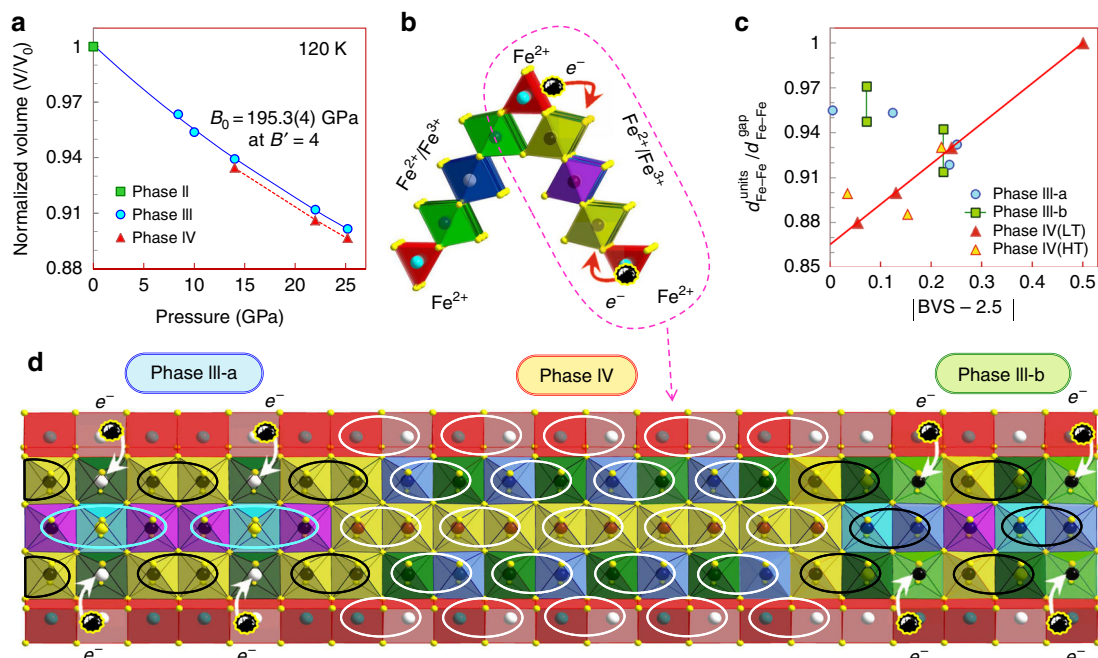 a
120 K
1
0.97
0.94
0.91
0.88
Normalized volume (V/V₀)
B₀ = 195.3(4) GPa
at B′ = 4
Phase II
Phase III
Phase IV
0 5 10 15 20 25
Pressure (GPa)
b
Fe²⁺
e⁻
Fe²⁺/Fe³⁺
Fe²⁺/Fe³⁺
Fe²⁺
e⁻
Fe²⁺
c
1
0.97
0.94
0.91
0.88
0.85
d^units_Fe–Fe / d^gap_Fe–Fe
Phase III-a
Phase III-b
Phase IV(LT)
Phase IV(HT)
0 0.1 0.2 0.3 0.4 0.5
|BVS – 2.5|
d
Phase III-a
Phase IV
Phase III-b
e⁻ e⁻ e⁻ e⁻
e⁻ e⁻ e⁻ e⁻